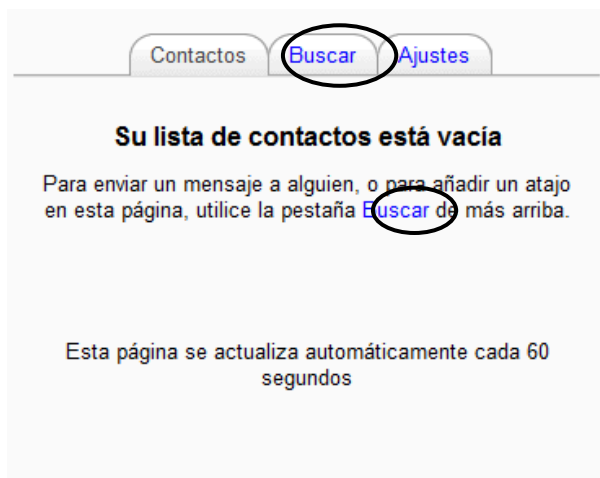 Contactos Buscar Ajustes
Su lista de contactos está vacía
Para enviar un mensaje a alguien, o para añadir un atajo
en esta página, utilice la pestaña Buscar de más arriba.
Esta página se actualiza automáticamente cada 60
segundos